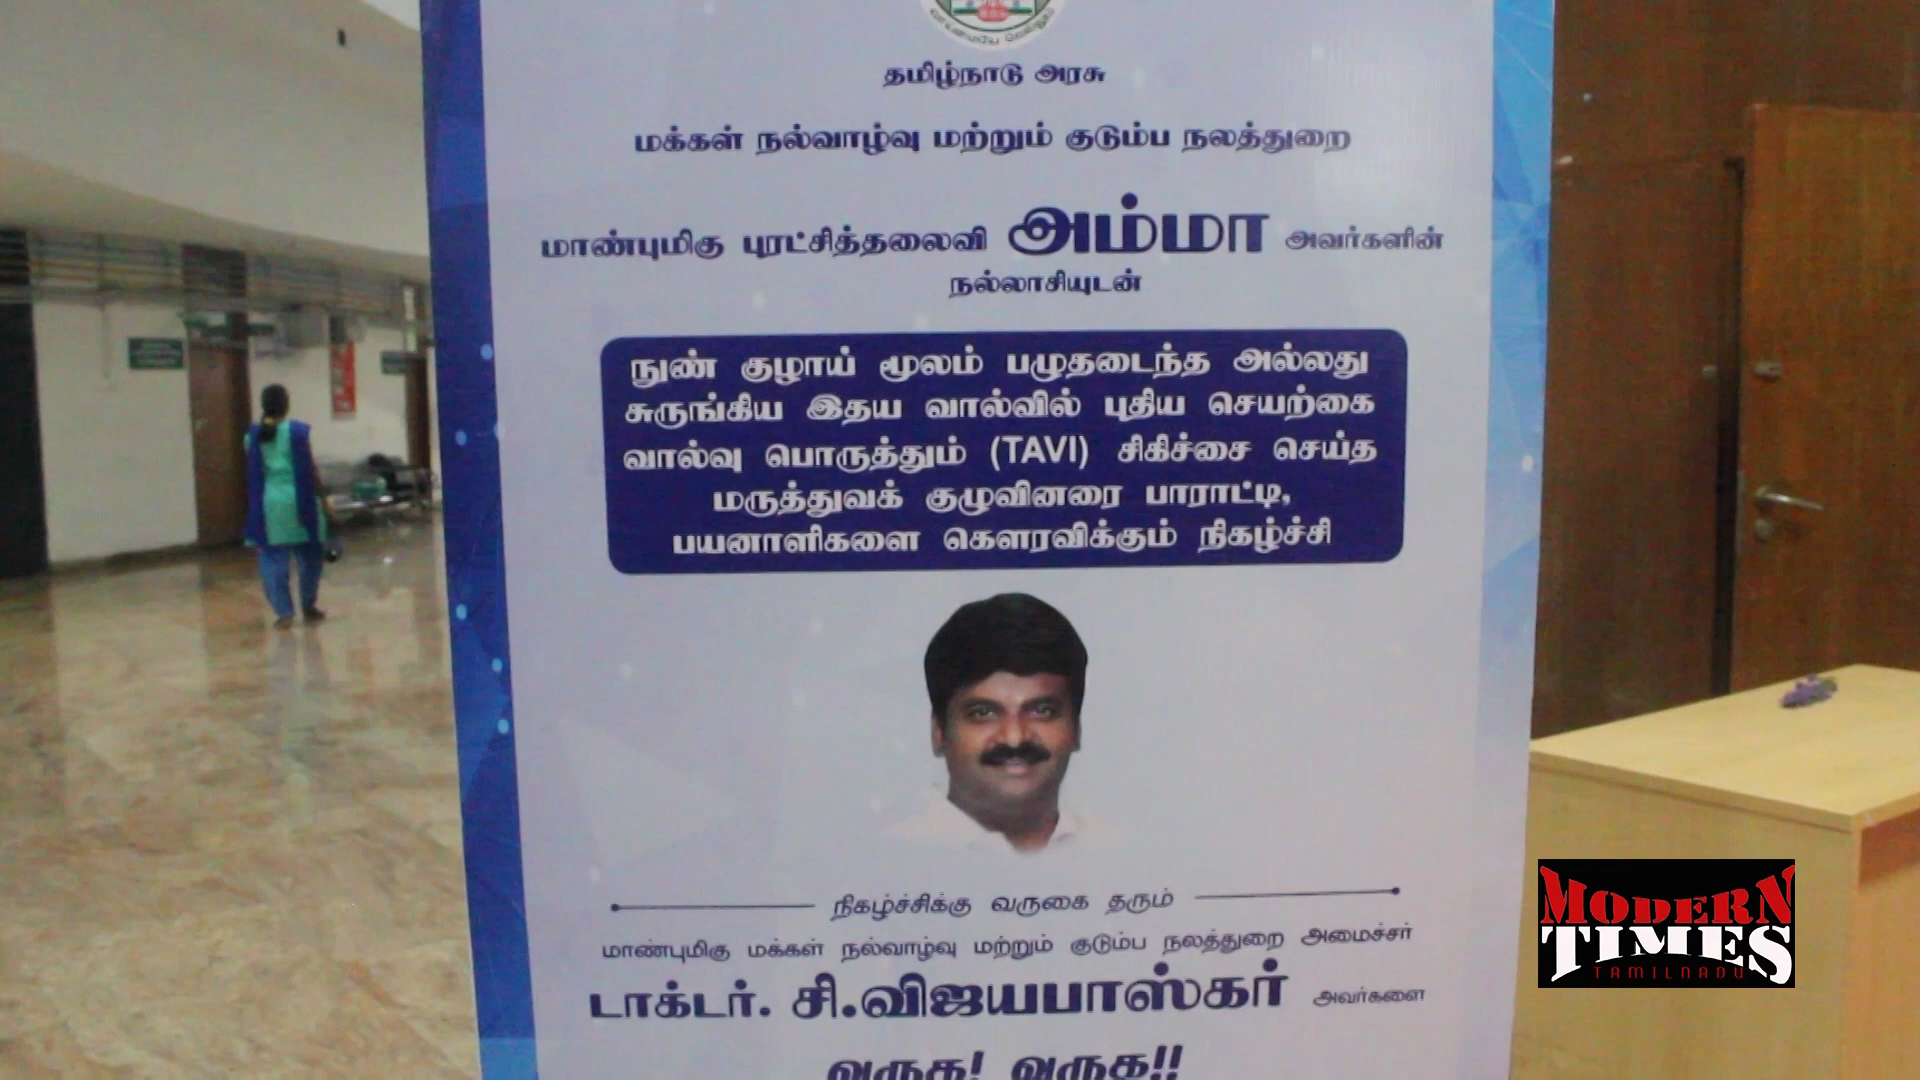 வாய்மையே வெல்லும்
தமிழ்நாடு அரசு
மக்கள் நல்வாழ்வு மற்றும் குடும்ப நலத்துறை
மாண்புமிகு புரட்சித்தலைவி அம்மா அவர்களின்
நல்லாசியுடன்
நுண் குழாய் மூலம் பழுதடைந்த அல்லது
சுருங்கிய இதய வால்வில் புதிய செயற்கை
வால்வு பொருத்தும் (TAVI) சிகிச்சை செய்த
மருத்துவக் குழுவினரை பாராட்டி,
பயனாளிகளை கௌரவிக்கும் நிகழ்ச்சி
நிகழ்ச்சிக்கு வருகை தரும்
மாண்புமிகு மக்கள் நல்வாழ்வு மற்றும் குடும்ப நலத்துறை அமைச்சர்
டாக்டர். சி.விஜயபாஸ்கர் அவர்களை
வருக! வருக!!
MODERN
TIMES
TAMILNADU